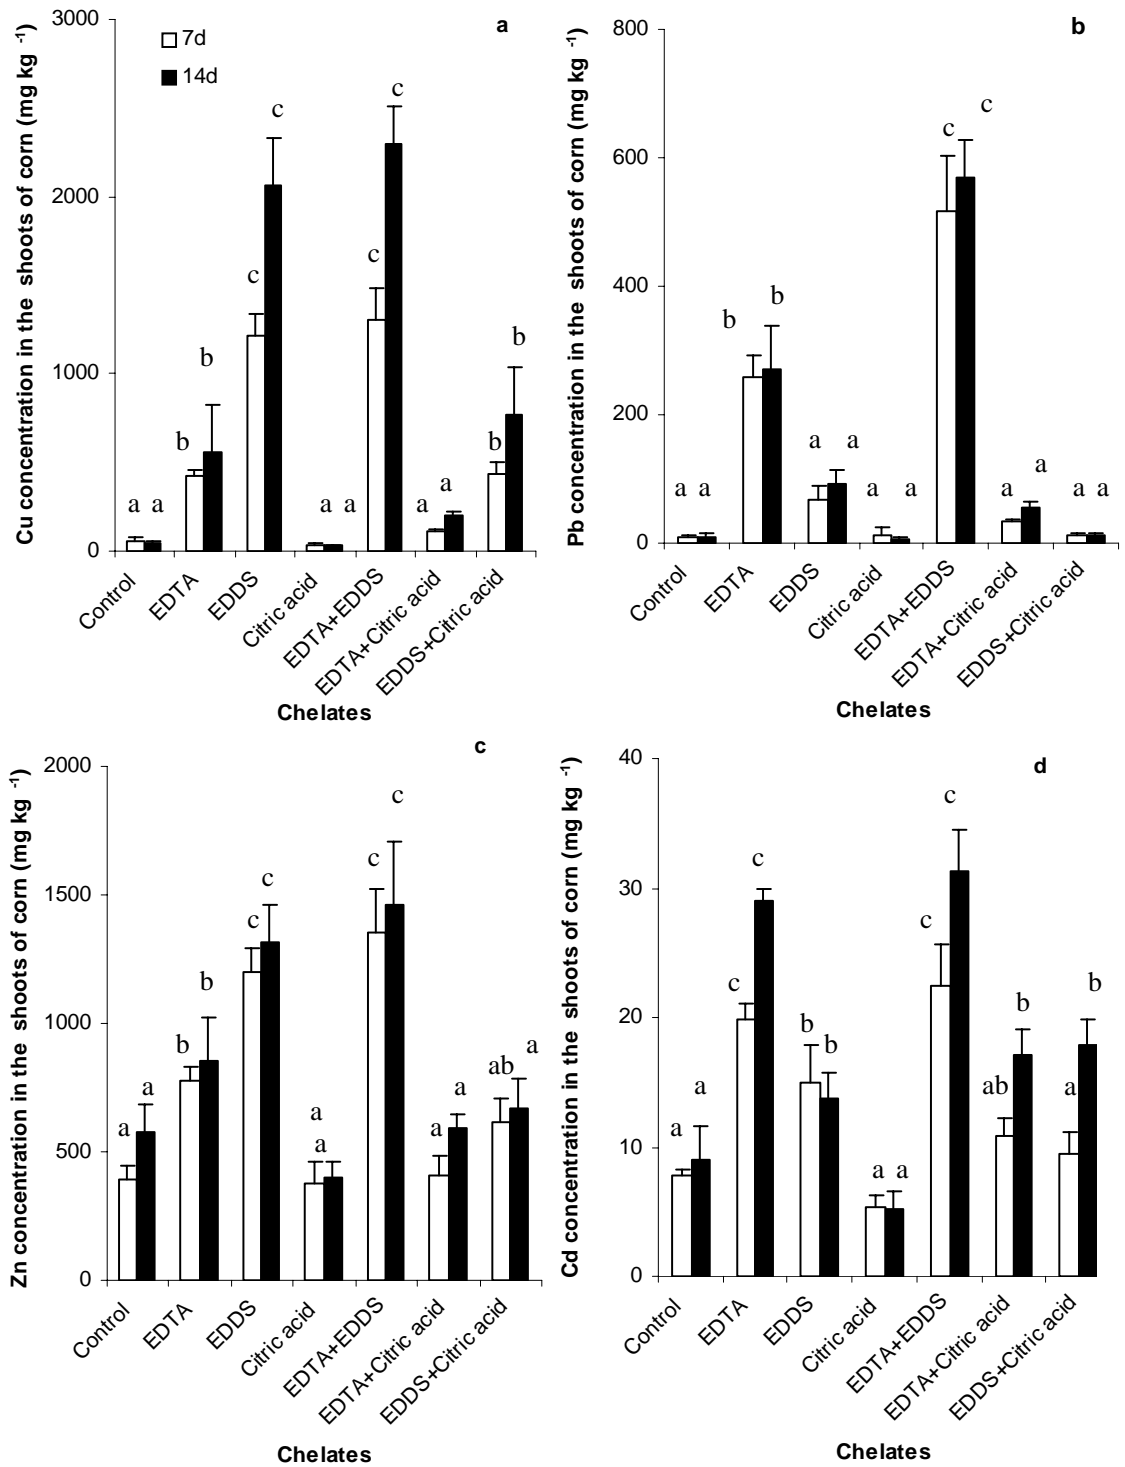 a
Cu concentration in the shoots of corn (mg kg -1)
3000
2000
1000
0
7d
14d
a a b b c c a a c c a a b b
Control
EDTA
EDDS
Citric acid
EDTA+EDDS
EDTA+Citric acid
EDDS+Citric acid
Chelates
b
Pb concentration in the shoots of corn (mg kg -1)
800
600
400
200
0
a a b b a a a a c c a a a a
Control
EDTA
EDDS
Citric acid
EDTA+EDDS
EDTA+Citric acid
EDDS+Citric acid
Chelates
c
Zn concentration in the shoots of corn (mg kg -1)
2000
1500
1000
500
0
a a b b c c a a c c a a ab a
Control
EDTA
EDDS
Citric acid
EDTA+EDDS
EDTA+Citric acid
EDDS+Citric acid
Chelates
d
Cd concentration in the shoots of corn (mg kg -1)
40
30
20
10
0
a a c c b b a a c c ab b a b
Control
EDTA
EDDS
Citric acid
EDTA+EDDS
EDTA+Citric acid
EDDS+Citric acid
Chelates